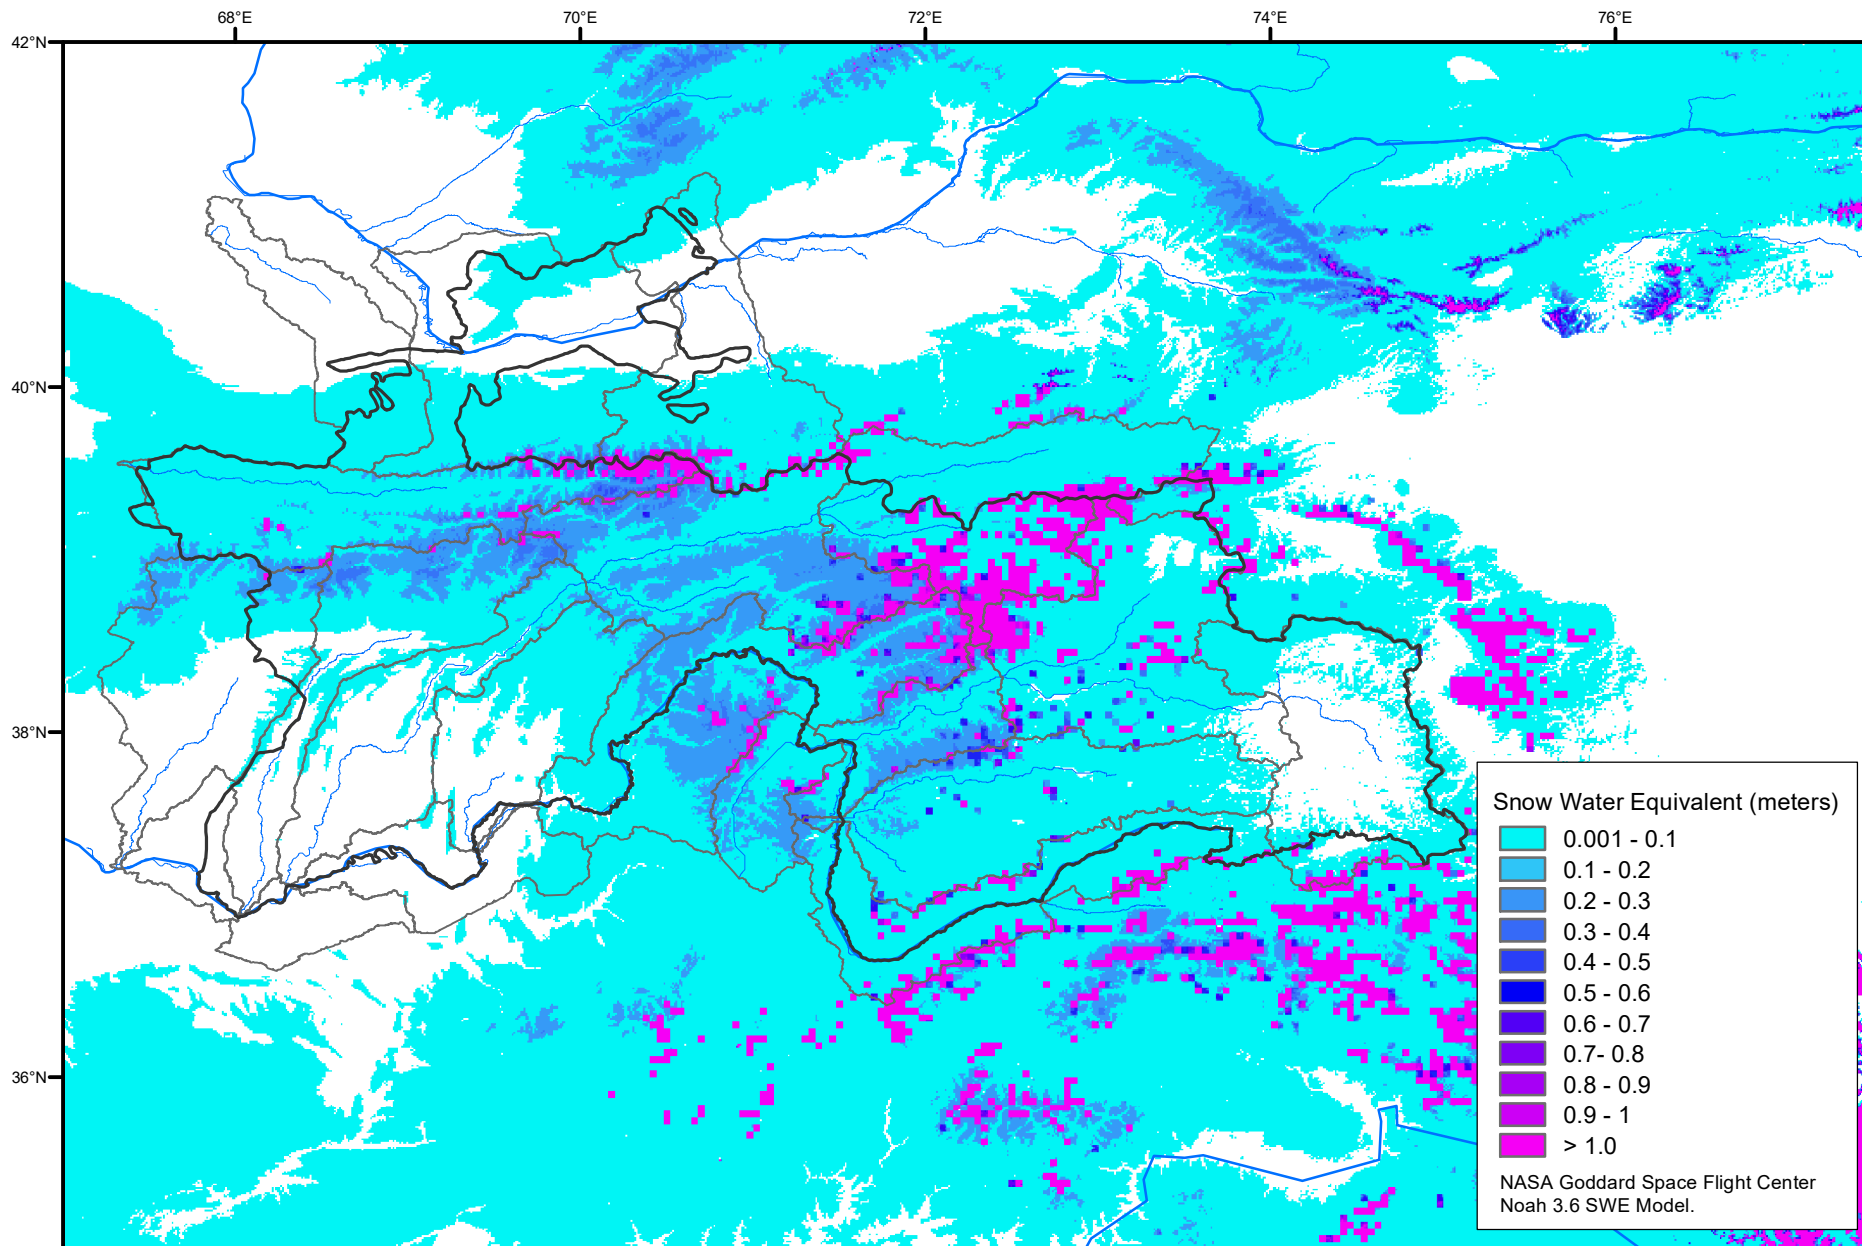 68°E 70°E 72°E 74°E 76°E
42°N
40°N
38°N
36°N
Snow Water Equivalent (meters)
0.001 - 0.1
0.1 - 0.2
0.2 - 0.3
0.3 - 0.4
0.4 - 0.5
0.5 - 0.6
0.6 - 0.7
0.7- 0.8
0.8 - 0.9
0.9 - 1
> 1.0
NASA Goddard Space Flight Center
Noah 3.6 SWE Model.